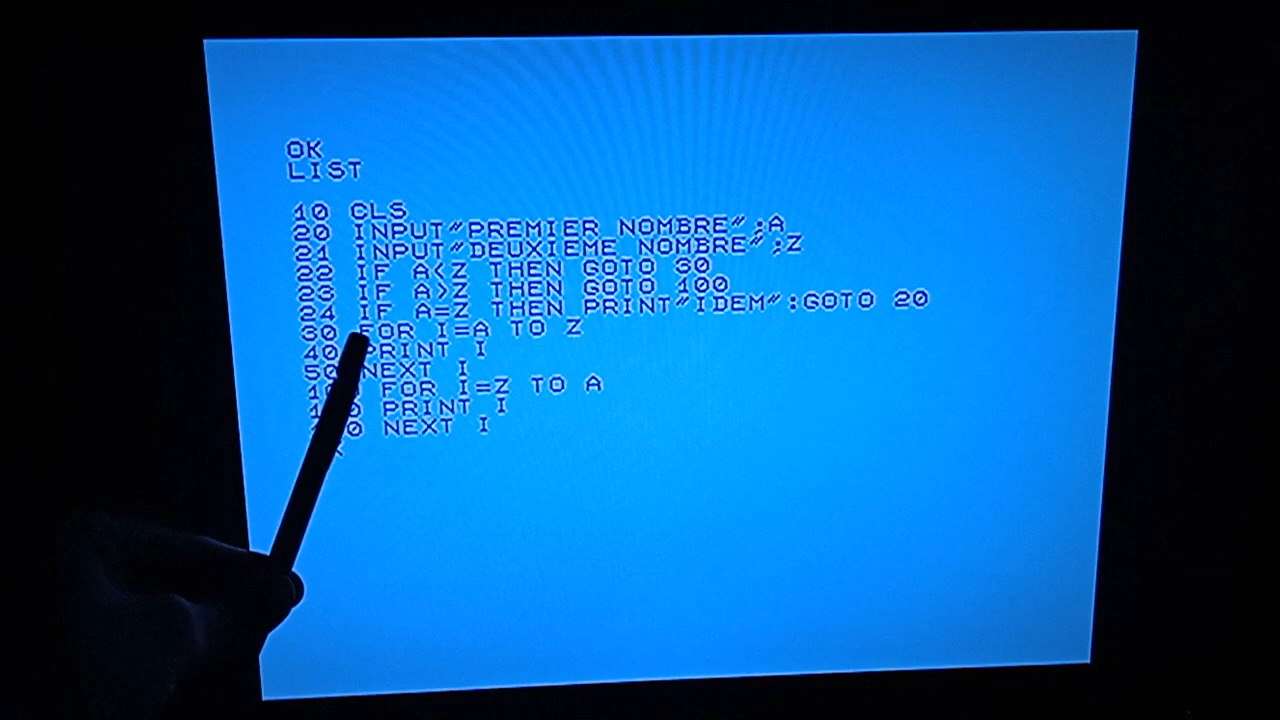 OK
LIST
10 CLS
20 INPUT"PREMIER NOMBRE";A
21 INPUT"DEUXIEME NOMBRE";Z
22 IF A<Z THEN GOTO 30
23 IF A>Z THEN GOTO 100
24 IF A=Z THEN PRINT"IDEM":GOTO 20
30 FOR I=A TO Z
40 PRINT I
50 NEXT I
FOR I=Z TO A
PRINT I
NEXT I